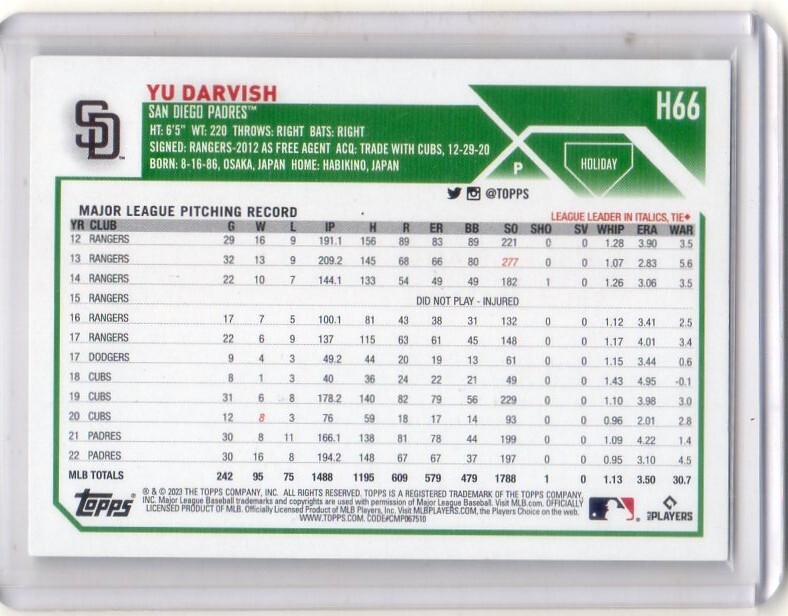 YU DARVISH
SAN DIEGO PADRES™
H66
HT: 6'5" WT: 220 THROWS: RIGHT BATS: RIGHT
SIGNED: RANGERS-2012 AS FREE AGENT ACQ: TRADE WITH CUBS, 12-29-20
BORN: 8-16-86, OSAKA, JAPAN HOME: HABIKINO, JAPAN
SD
P
HOLIDAY
@TOPPS
MAJOR LEAGUE PITCHING RECORD
LEAGUE LEADER IN ITALICS, TIE♦
YR CLUB G W L IP H R ER BB SO SHO SV WHIP ERA WAR
12 RANGERS 29 16 9 191.1 156 89 83 89 221 0 0 1.28 3.90 3.5
13 RANGERS 32 13 9 209.2 145 68 66 80 277 0 0 1.07 2.83 5.6
14 RANGERS 22 10 7 144.1 133 54 49 49 182 1 0 1.26 3.06 3.5
15 RANGERS DID NOT PLAY - INJURED
16 RANGERS 17 7 5 100.1 81 43 38 31 132 0 0 1.12 3.41 2.5
17 RANGERS 22 6 9 137 115 63 61 45 148 0 0 1.17 4.01 3.4
17 DODGERS 9 4 3 49.2 44 20 19 13 61 0 0 1.15 3.44 0.6
18 CUBS 8 1 3 40 36 24 22 21 49 0 0 1.43 4.95 -0.1
19 CUBS 31 6 8 178.2 140 82 79 56 229 0 0 1.10 3.98 3.0
20 CUBS 12 8 3 76 59 18 17 14 93 0 0 0.96 2.01 2.8
21 PADRES 30 8 11 166.1 138 81 78 44 199 0 0 1.09 4.22 1.4
22 PADRES 30 16 8 194.2 148 67 67 37 197 0 0 0.95 3.10 4.5
MLB TOTALS 242 95 75 1488 1195 609 579 479 1788 1 0 1.13 3.50 30.7
Topps®
® & © 2023 THE TOPPS COMPANY, INC. ALL RIGHTS RESERVED. TOPPS IS A REGISTERED TRADEMARK OF THE TOPPS COMPANY,
INC. Major League Baseball trademarks and copyrights are used with permission of Major League Baseball. Visit MLB.com. OFFICIALLY
LICENSED PRODUCT OF MLB. Officially Licensed Product of MLB Players, Inc. Visit MLBPLAYERS.COM, the Players Choice on the web.
WWW.TOPPS.COM. CODE#CMP067510
MLB PLAYERS